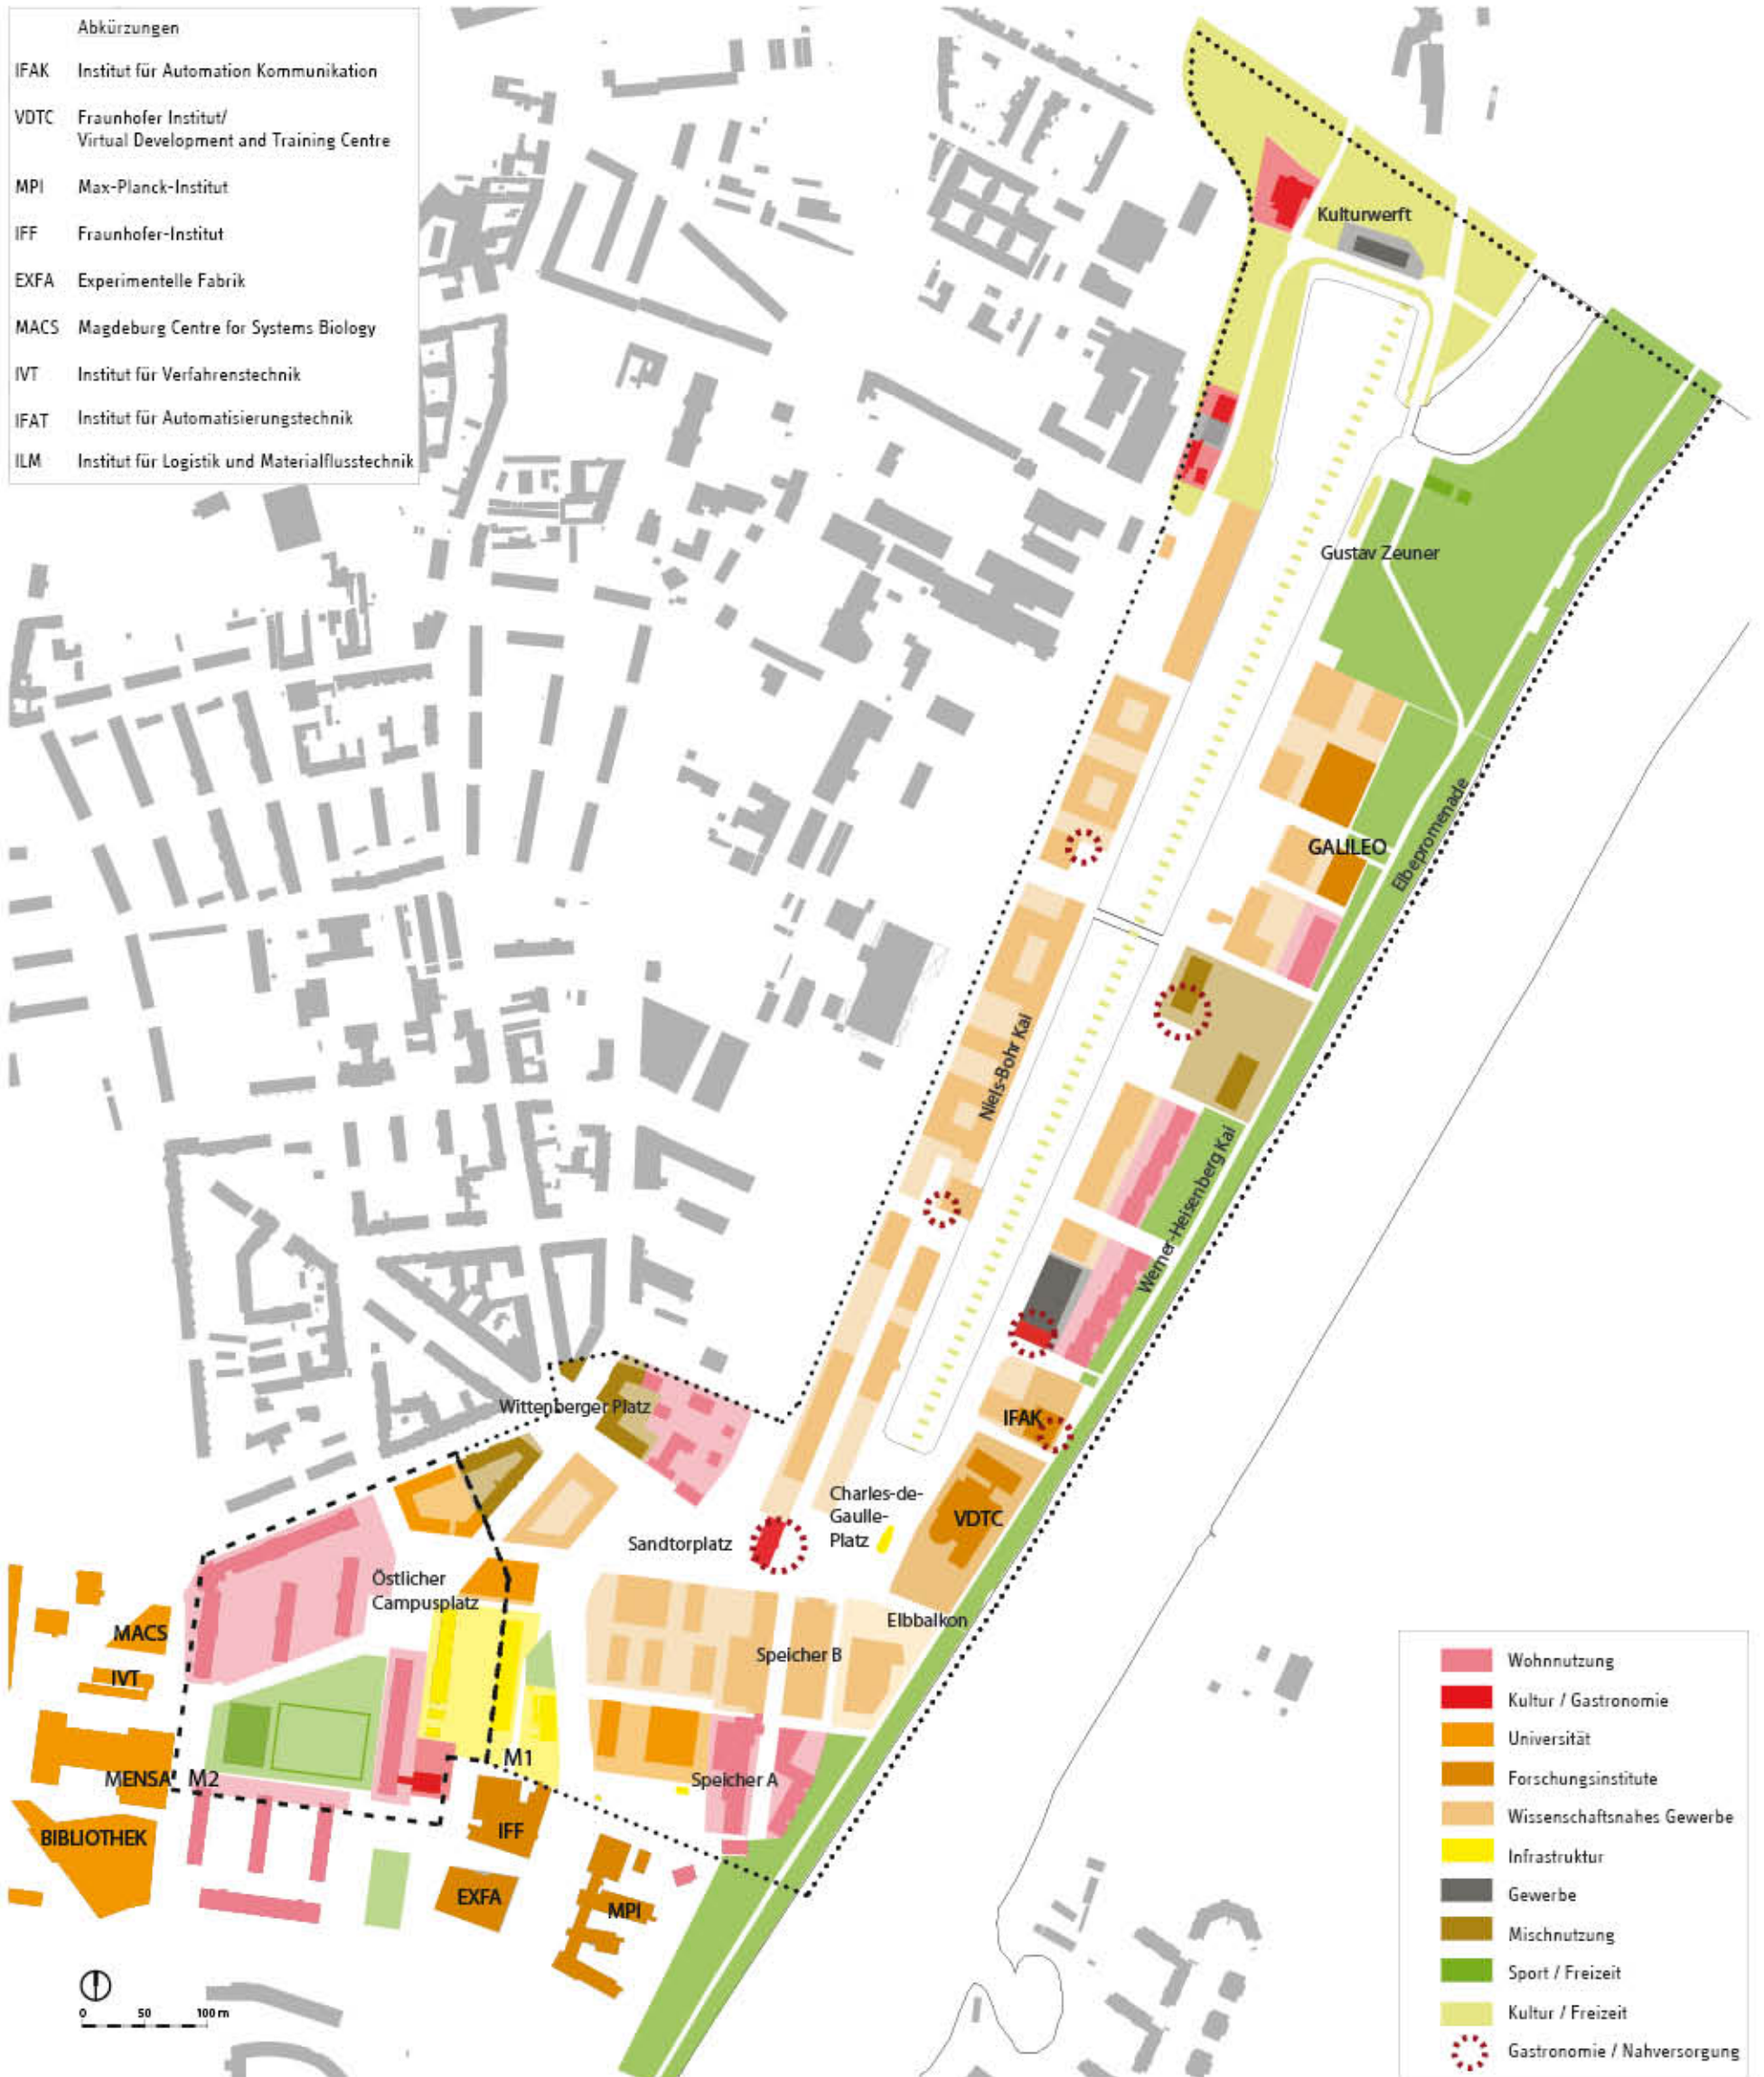 Abkürzungen
IFAK Institut für Automation Kommunikation
VDTC Fraunhofer Institut/
Virtual Development and Training Centre
MPI Max-Planck-Institut
IFF Fraunhofer-Institut
EXFA Experimentelle Fabrik
MACS Magdeburg Centre for Systems Biology
IVT Institut für Verfahrenstechnik
IFAT Institut für Automatisierungstechnik
ILM Institut für Logistik und Materialflusstechnik
Kulturwerft
Gustav Zeuner
Elbepromenade
GALILEO
Niels-Bohr Kai
Werner-Heisenberg Kai
Wittenberger Platz
IFAK
Charles-de-
Gaulle-
Platz
VDTC
Sandtorplatz
Östlicher
Campusplatz
Elbbalkon
MACS
Speicher B
IVT
M1
MENSA M2
Speicher A
IFF
BIBLIOTHEK
EXFA
MPI
0 50 100 m
Wohnnutzung
Kultur / Gastronomie
Universität
Forschungsinstitute
Wissenschaftsnahes Gewerbe
Infrastruktur
Gewerbe
Mischnutzung
Sport / Freizeit
Kultur / Freizeit
Gastronomie / Nahversorgung